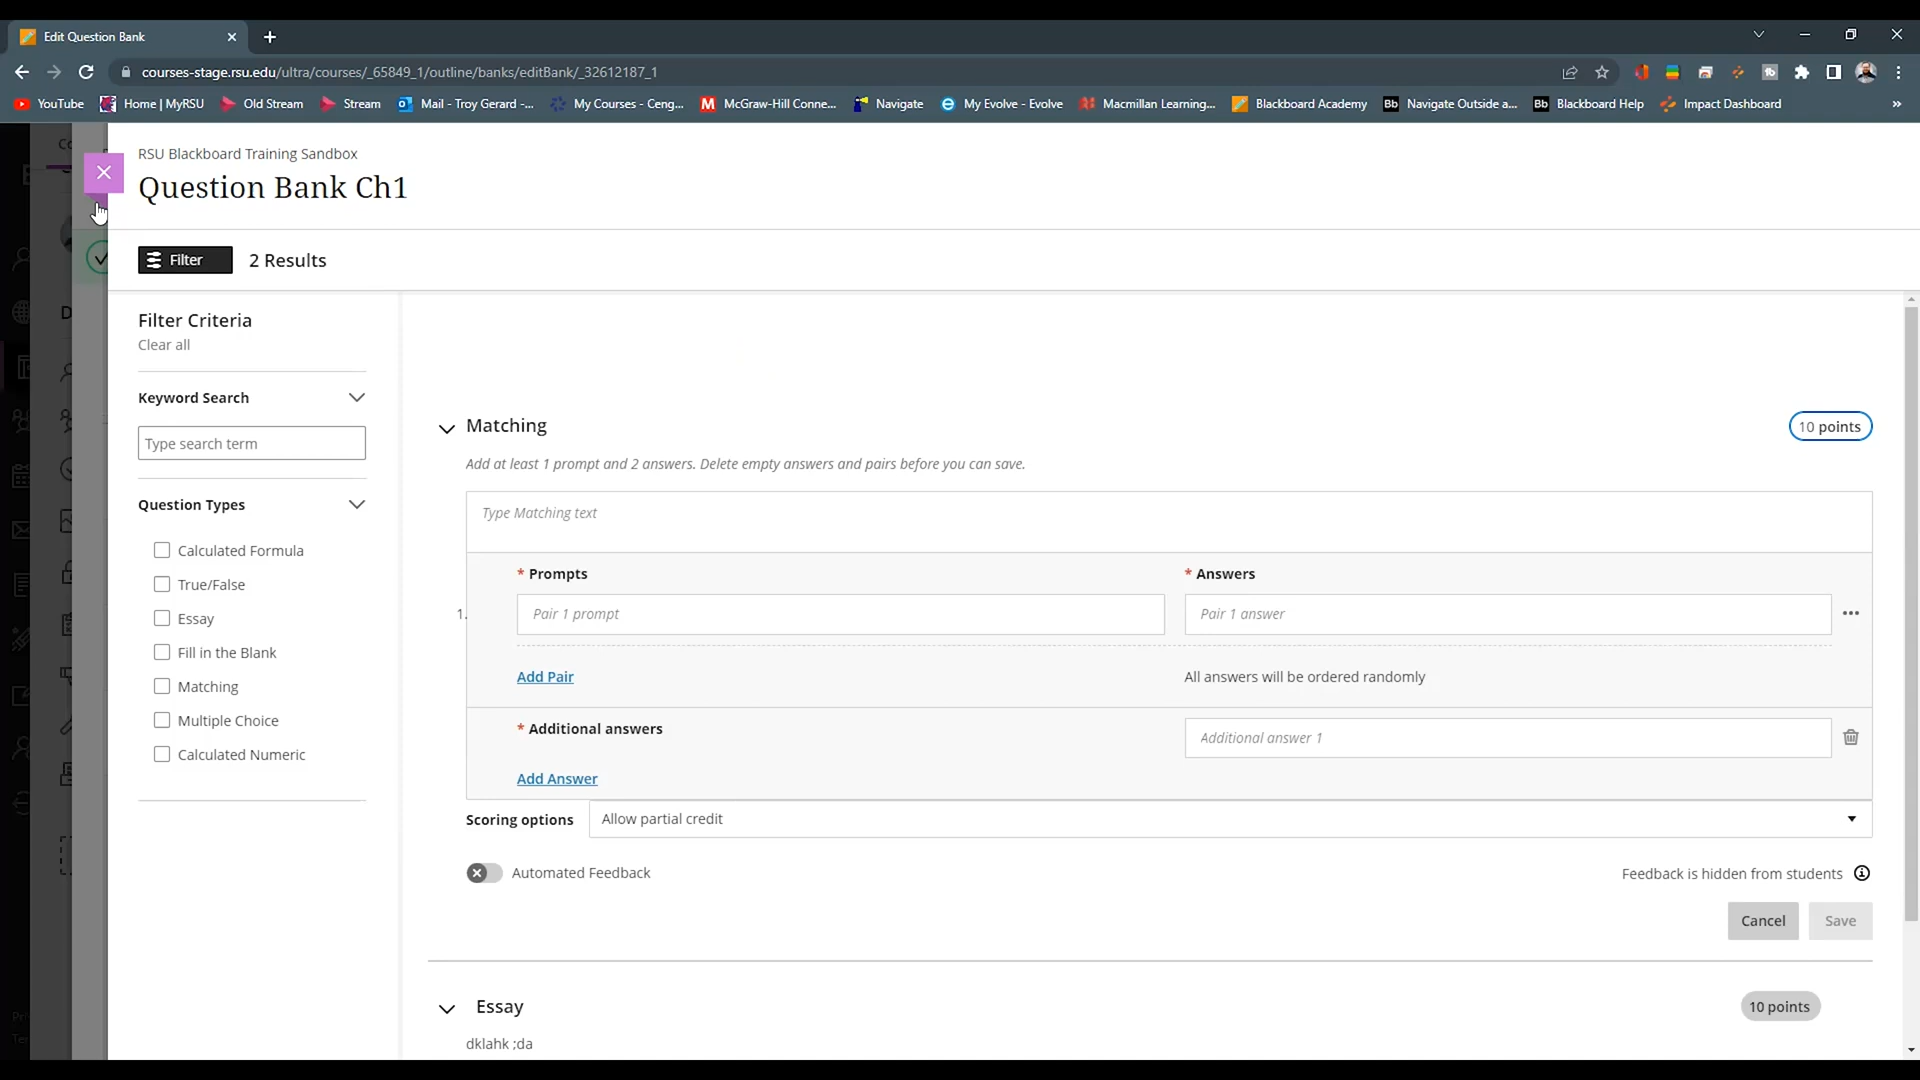 Edit Question Bank
courses-stage.rsu.edu/ultra/courses/_65849_1/outline/banks/editBank/_32612187_1
YouTube Home | MyRSU Old Stream Stream Mail - Troy Gerard -... My Courses - Ceng... McGraw-Hill Conne... Navigate My Evolve - Evolve Macmillan Learning... Blackboard Academy Bb Navigate Outside a... Bb Blackboard Help Impact Dashboard »
RSU Blackboard Training Sandbox
Question Bank Ch1
Filter 2 Results
Filter Criteria
Clear all
Keyword Search
Type search term
Question Types
Calculated Formula
True/False
Essay
Fill in the Blank
Matching
Multiple Choice
Calculated Numeric
Matching 10 points
Add at least 1 prompt and 2 answers. Delete empty answers and pairs before you can save.
Type Matching text
* Prompts * Answers
1. Pair 1 prompt Pair 1 answer
Add Pair All answers will be ordered randomly
* Additional answers Additional answer 1
Add Answer
Scoring options Allow partial credit
Automated Feedback Feedback is hidden from students
Cancel Save
Essay 10 points
dklahk ;da